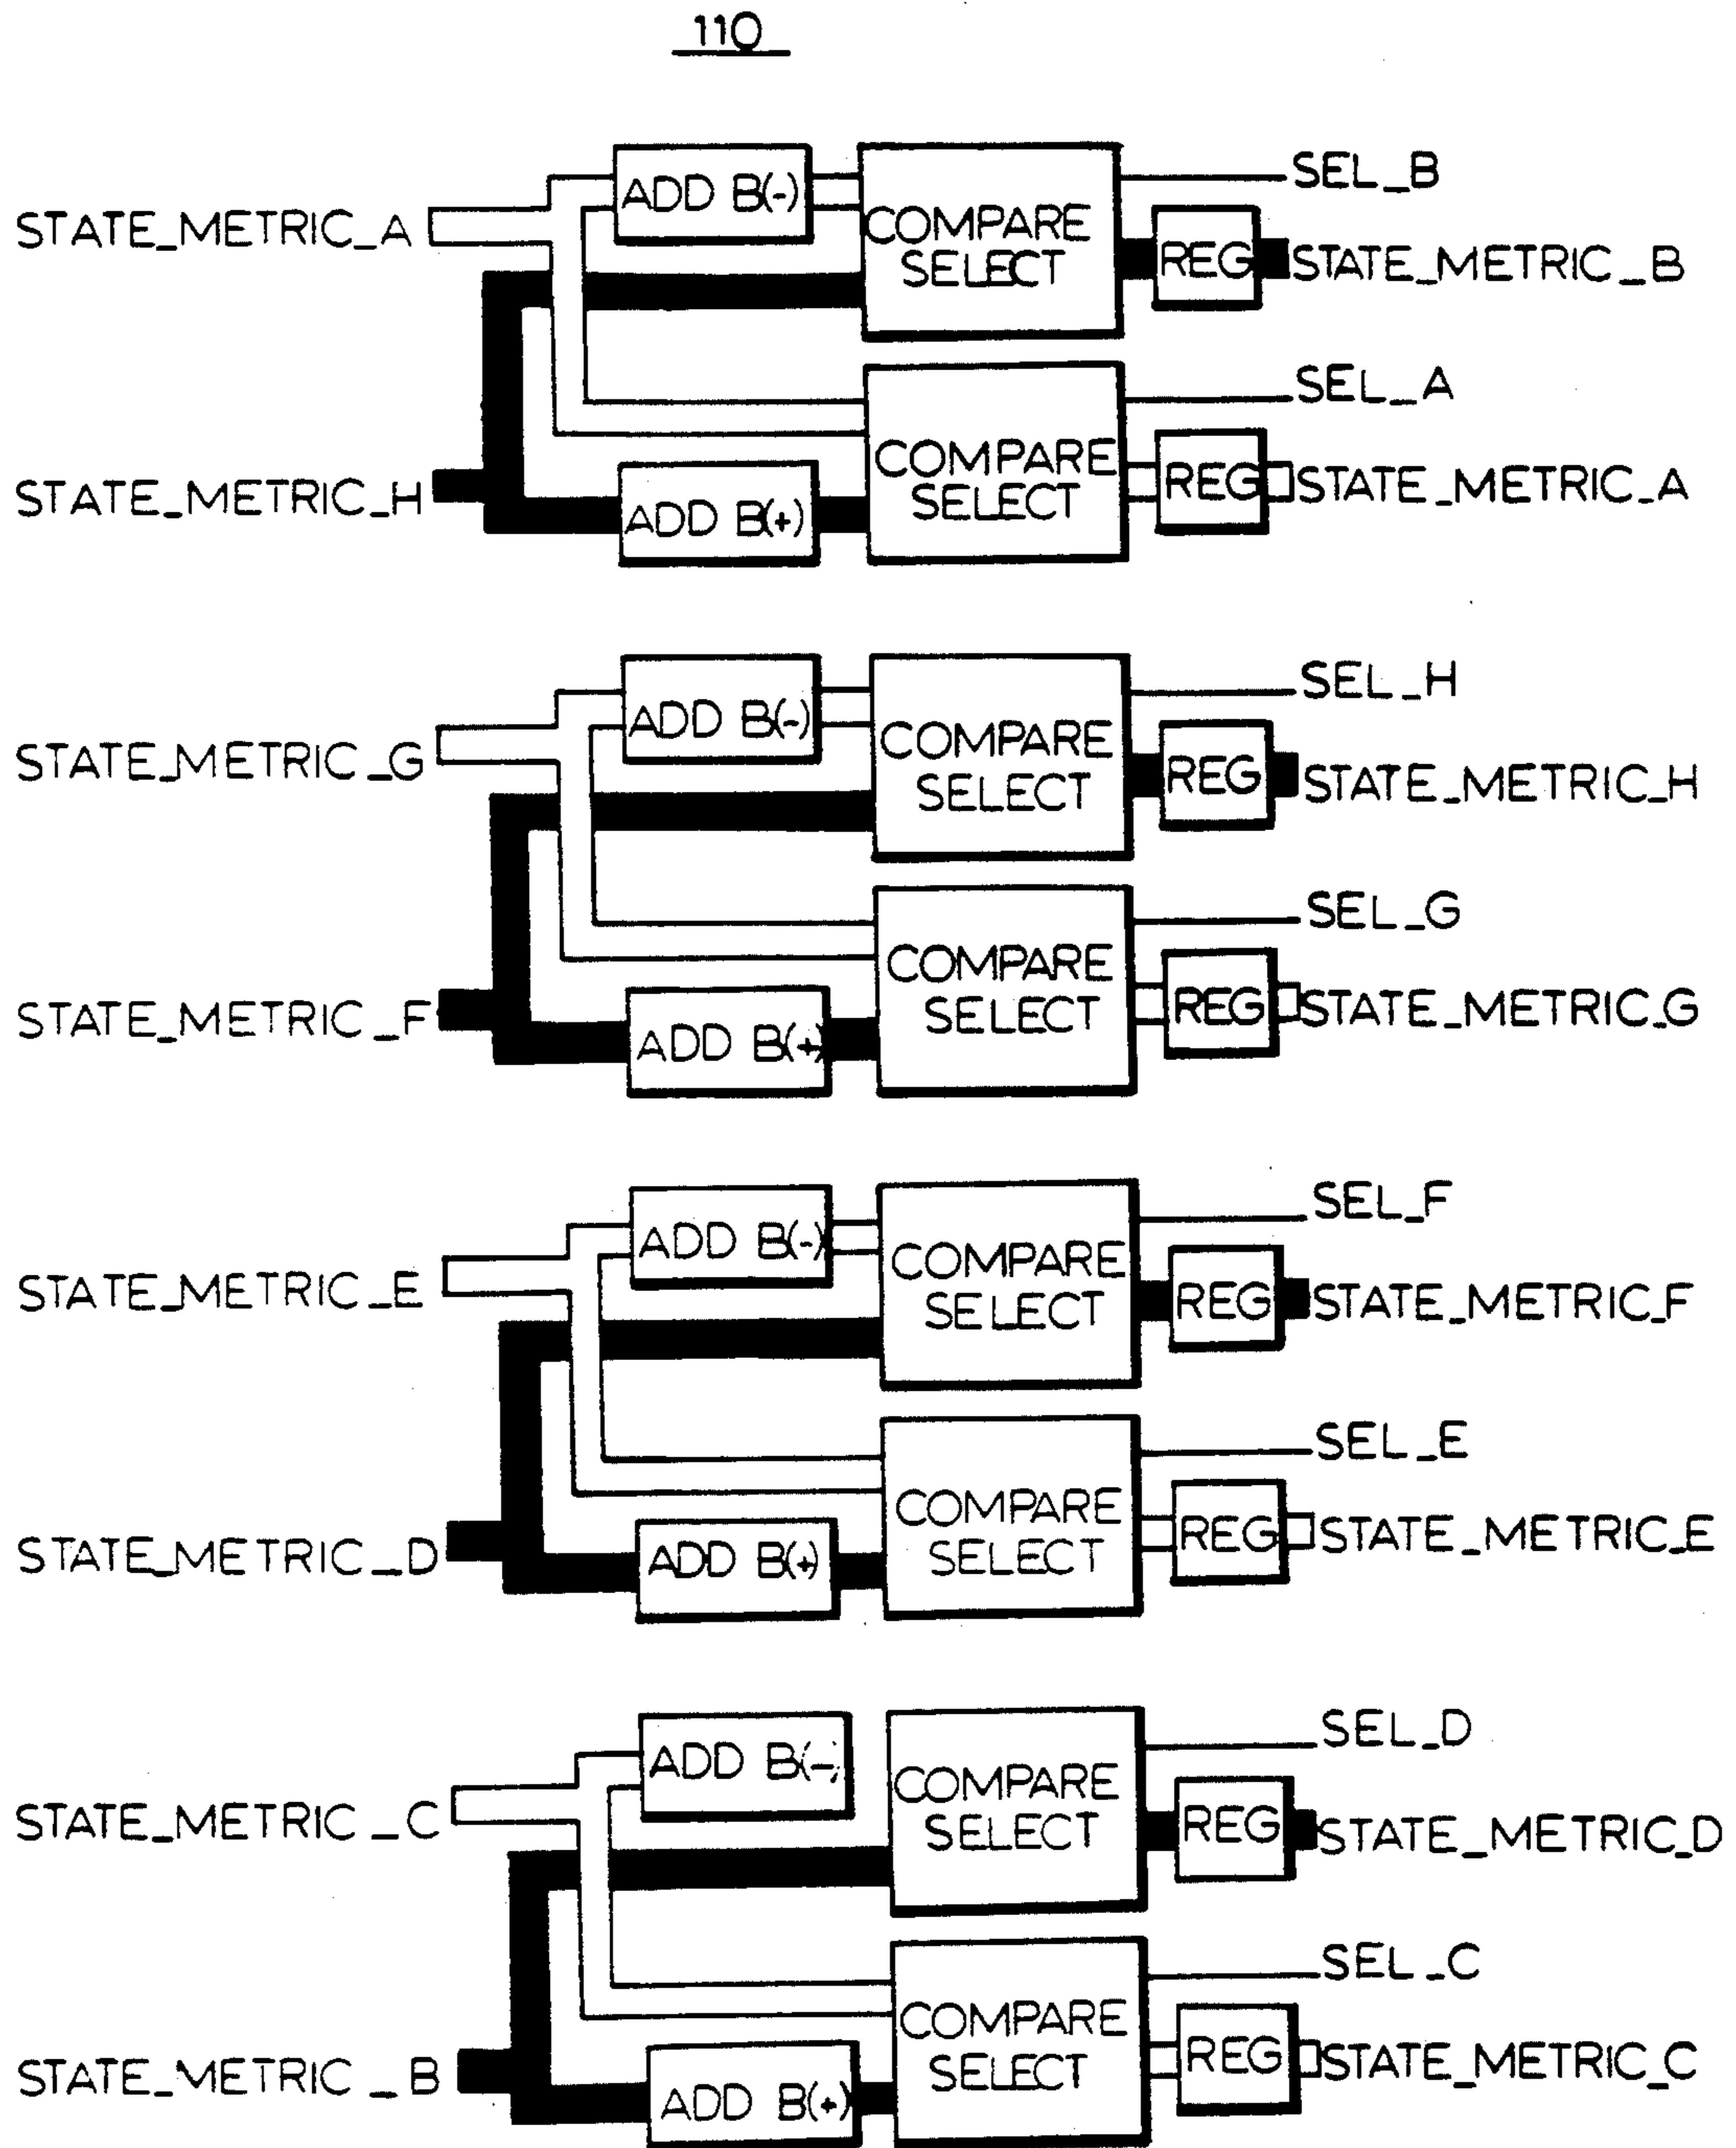 110
STATE_METRIC_A
ADD B(-)
COMPARE
SELECT
SEL_B
REG
STATE_METRIC_B
STATE_METRIC_H
ADD B(+)
COMPARE
SELECT
SEL_A
REG
STATE_METRIC_A
STATE_METRIC_G
ADD B(-)
COMPARE
SELECT
SEL_H
REG
STATE_METRIC_H
STATE_METRIC_F
ADD B(+)
COMPARE
SELECT
SEL_G
REG
STATE_METRIC_G
STATE_METRIC_E
ADD B(-)
COMPARE
SELECT
SEL_F
REG
STATE_METRIC_F
STATE_METRIC_D
ADD B(+)
COMPARE
SELECT
SEL_E
REG
STATE_METRIC_E
STATE_METRIC_C
ADD B(-)
COMPARE
SELECT
SEL_D
REG
STATE_METRIC_D
STATE_METRIC_B
ADD B(+)
COMPARE
SELECT
SEL_C
REG
STATE_METRIC_C